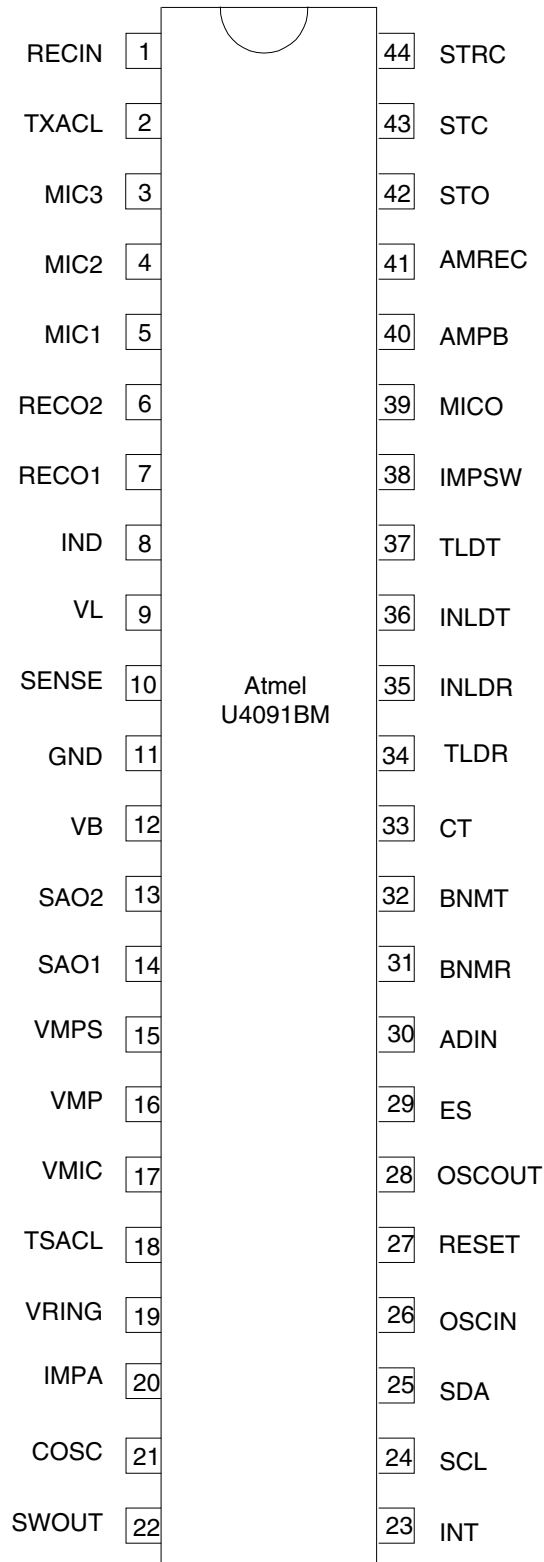 RECIN 1 44 STRC
TXACL 2 43 STC
MIC3 3 42 STO
MIC2 4 41 AMREC
MIC1 5 40 AMPB
RECO2 6 39 MICO
RECO1 7 38 IMPSW
IND 8 37 TLDT
VL 9 36 INLDT
SENSE 10 Atmel 35 INLDR
U4091BM
GND 11 34 TLDR
VB 12 33 CT
SAO2 13 32 BNMT
SAO1 14 31 BNMR
VMPS 15 30 ADIN
VMP 16 29 ES
VMIC 17 28 OSCOUT
TSACL 18 27 RESET
VRING 19 26 OSCIN
IMPA 20 25 SDA
COSC 21 24 SCL
SWOUT 22 23 INT